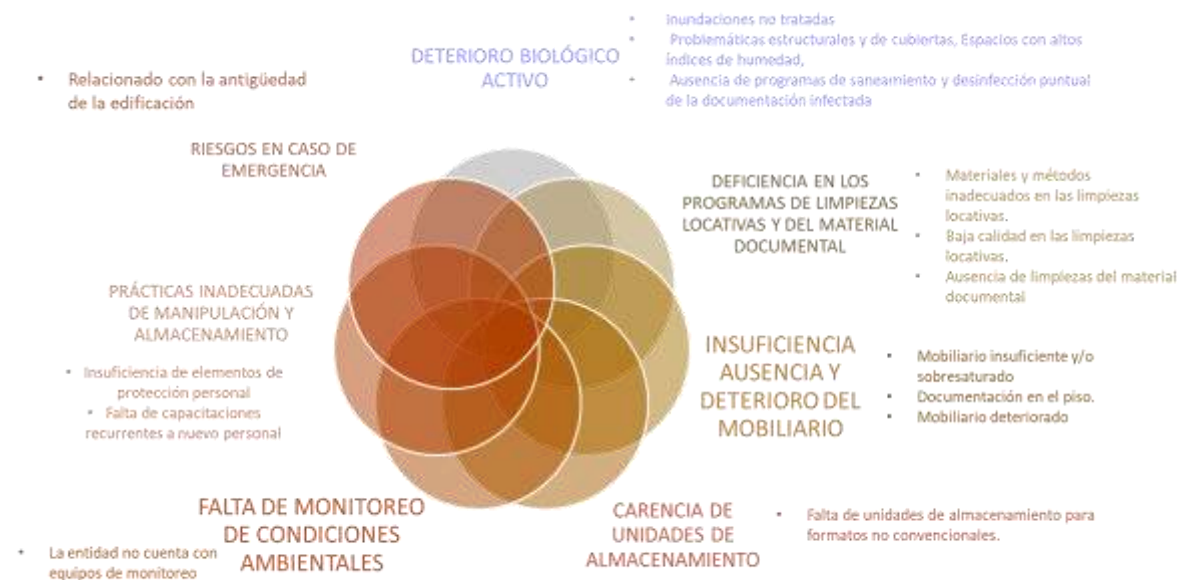 DETERIORO BIOLÓGICO
ACTIVO
• Inundaciones no tratadas
• Problemáticas estructurales y de cubiertas, Espacios con altos
índices de humedad,
• Ausencia de programas de saneamiento y desinfección puntual
de la documentación infectada
• Relacionado con la antigüedad
de la edificación
RIESGOS EN CASO DE
EMERGENCIA
DEFICIENCIA EN LOS
PROGRAMAS DE LIMPIEZAS
LOCATIVAS Y DEL MATERIAL
DOCUMENTAL
• Materiales y métodos
inadecuados en las limpiezas
locativas.
• Baja calidad en las limpiezas
locativas.
• Ausencia de limpiezas del material
documental
PRÁCTICAS INADECUADAS
DE MANIPULACIÓN Y
ALMACENAMIENTO
• Insuficiencia de elementos de
protección personal
• Falta de capacitaciones
recurrentes a nuevo personal
INSUFICIENCIA
AUSENCIA Y
DETERIORO DEL
MOBILIARIO
• Mobiliario insuficiente y/o
sobresaturado
• Documentación en el piso.
• Mobiliario deteriorado
FALTA DE MONITOREO
DE CONDICIONES
AMBIENTALES
• La entidad no cuenta con
equipos de monitoreo
CARENCIA DE
UNIDADES DE
ALMACENAMIENTO
• Falta de unidades de almacenamiento para
formatos no convencionales.